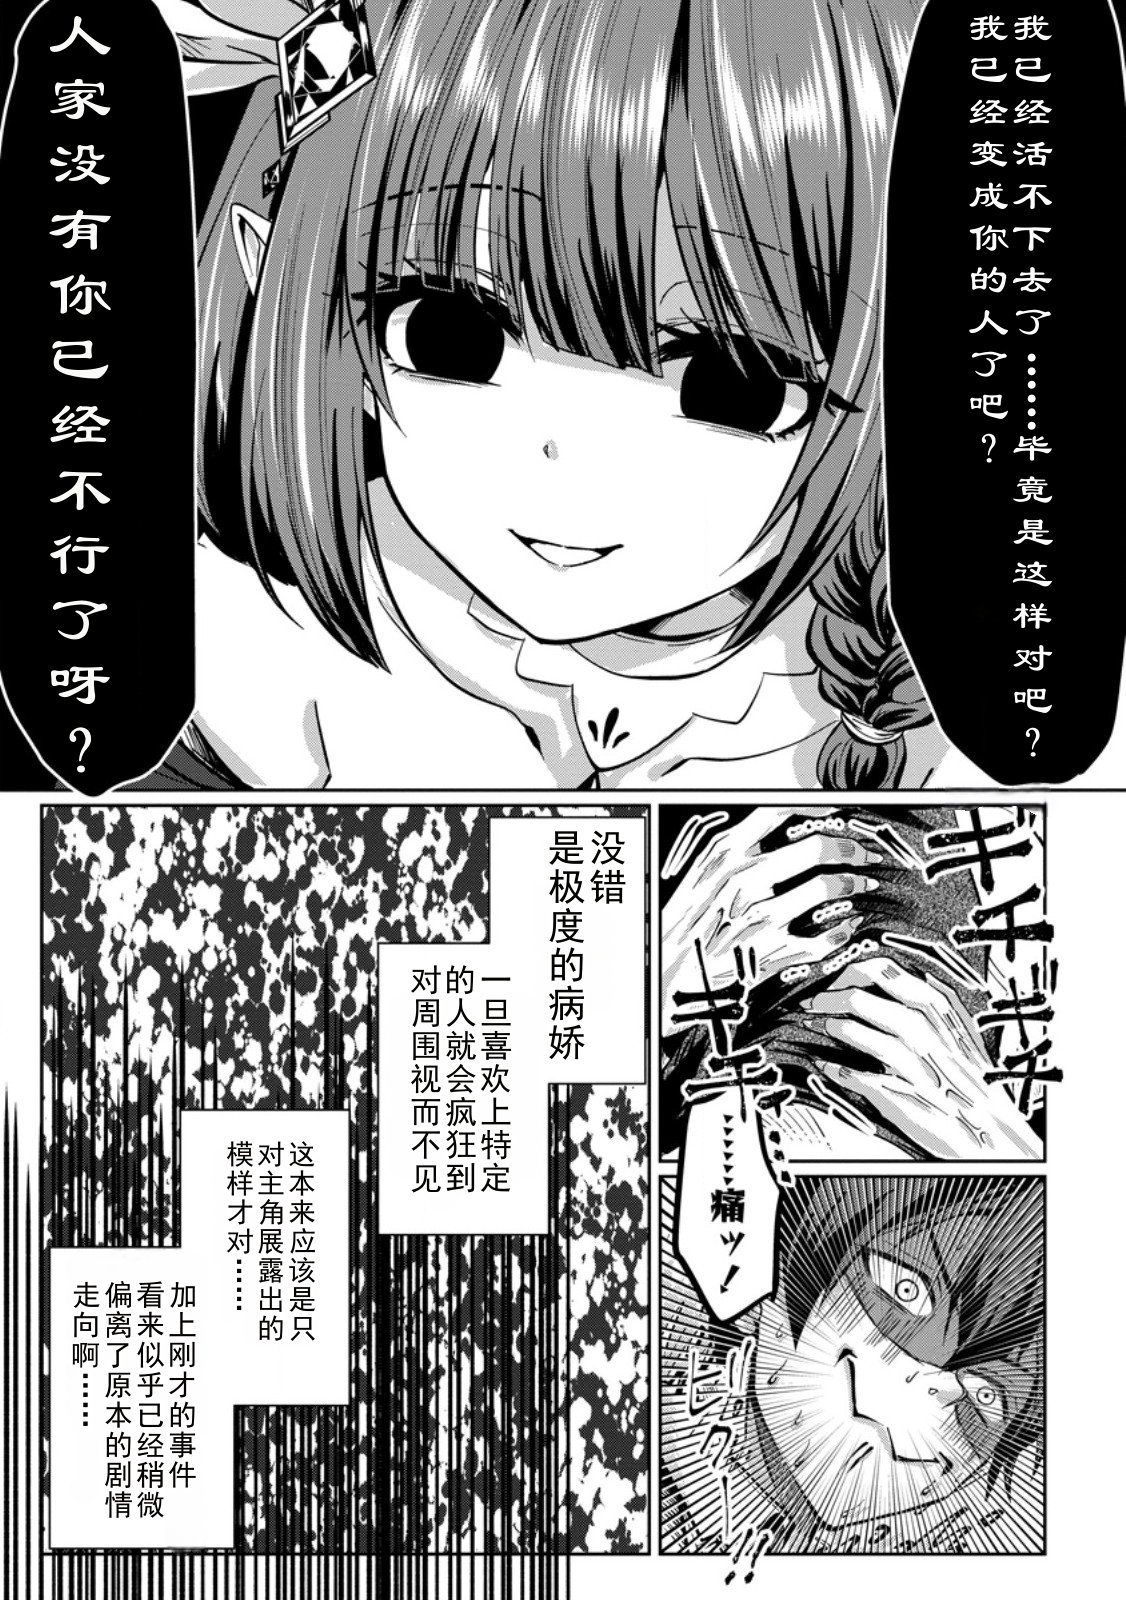 我已经活不下去了……毕竟是这样对吧？
我已经变成你的人了吧？
人家没有你已经不行了呀？
ギチギチ
ギチギチ
……痛ッ！
没错
是极度的病娇
一旦喜欢上特定
的人就会疯狂到
对周围视而不见
这本来应该是只
对主角展露出的
模样才对……
加上刚才的事件
看来似乎已经稍微
偏离了原本的剧情
走向啊……